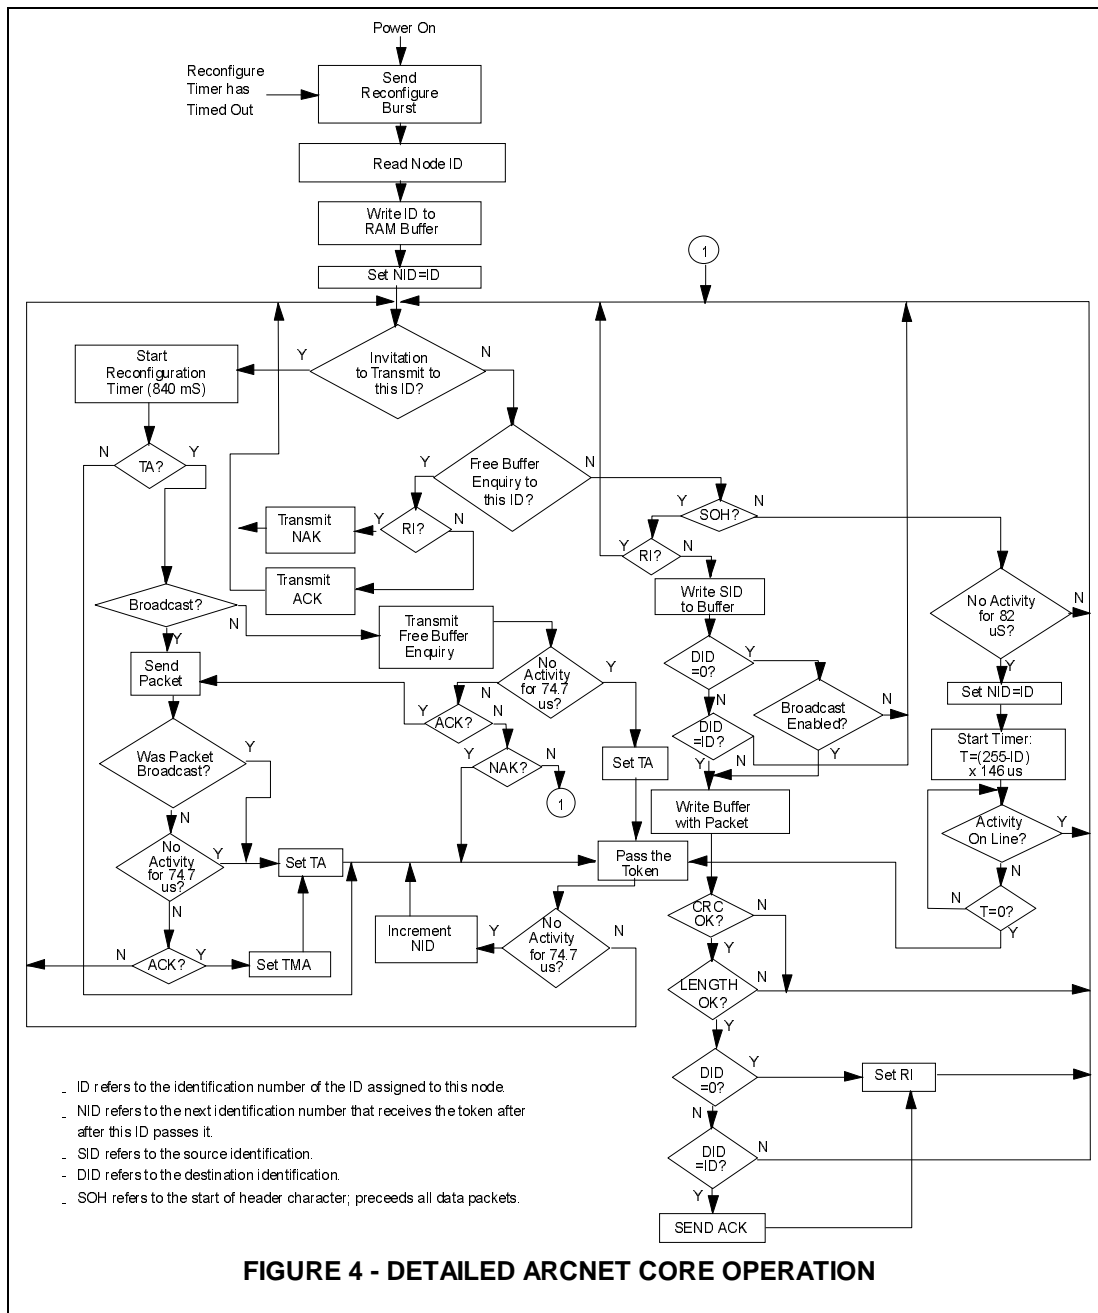 Power On
Reconfigure
Timer has
Timed Out
Send
Reconfigure
Burst
Read Node ID
Write ID to
RAM Buffer
Set NID=ID
1
Start
Reconfiguration
Timer (840 mS)
Y
Invitation
to Transmit to
this ID?
N
N
TA?
Y
Y
Free Buffer
Enquiry to
this ID?
N
Transmit
NAK
Y
RI?
N
Transmit
ACK
Y
SOH?
N
Y
RI?
N
Write SID
to Buffer
No Activity
for 82
uS?
N
Y
Broadcast?
N
Y
Transmit
Free Buffer
Enquiry
No
Activity
for 74.7
us?
Y
N
DID
=0?
Y
N
Broadcast
Enabled?
N
Y
Set NID=ID
Send
Packet
Y
ACK?
N
N
NAK?
N
1
Set TA
DID
=ID?
Y
N
Start Timer:
T=(255-ID)
x 146 us
Was Packet
Broadcast?
Y
N
Write Buffer
with Packet
Activity
On Line?
Y
N
No
Activity
for 74.7
us?
Y
N
Set TA
Pass the
Token
N
T=0?
Y
Increment
NID
Y
No
Activity
for 74.7
us?
N
CRC
OK?
N
Y
N
ACK?
Y
Set TMA
LENGTH
OK?
N
Y
DID
=0?
Y
N
Set RI
DID
=ID?
N
Y
SEND ACK
_ ID refers to the identification number of the ID assigned to this node.
_ NID refers to the next identification number that receives the token after
after this ID passes it.
_ SID refers to the source identification.
- DID refers to the destination identification.
_ SOH refers to the start of header character; preceeds all data packets.
FIGURE 4 - DETAILED ARCNET CORE OPERATION